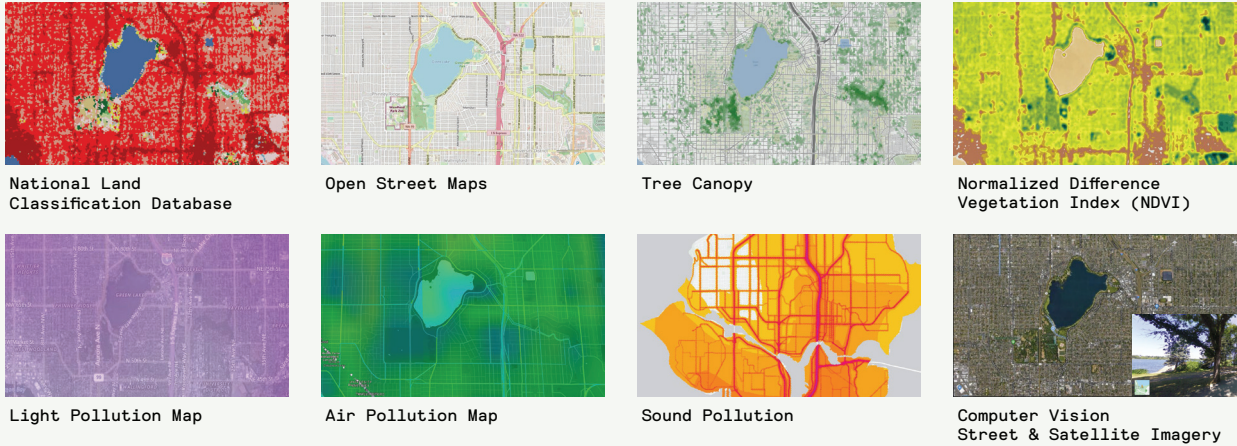 National Land
Classification Database
Open Street Maps
Tree Canopy
Normalized Difference
Vegetation Index (NDVI)
Light Pollution Map
Air Pollution Map
Sound Pollution
Computer Vision
Street & Satellite Imagery